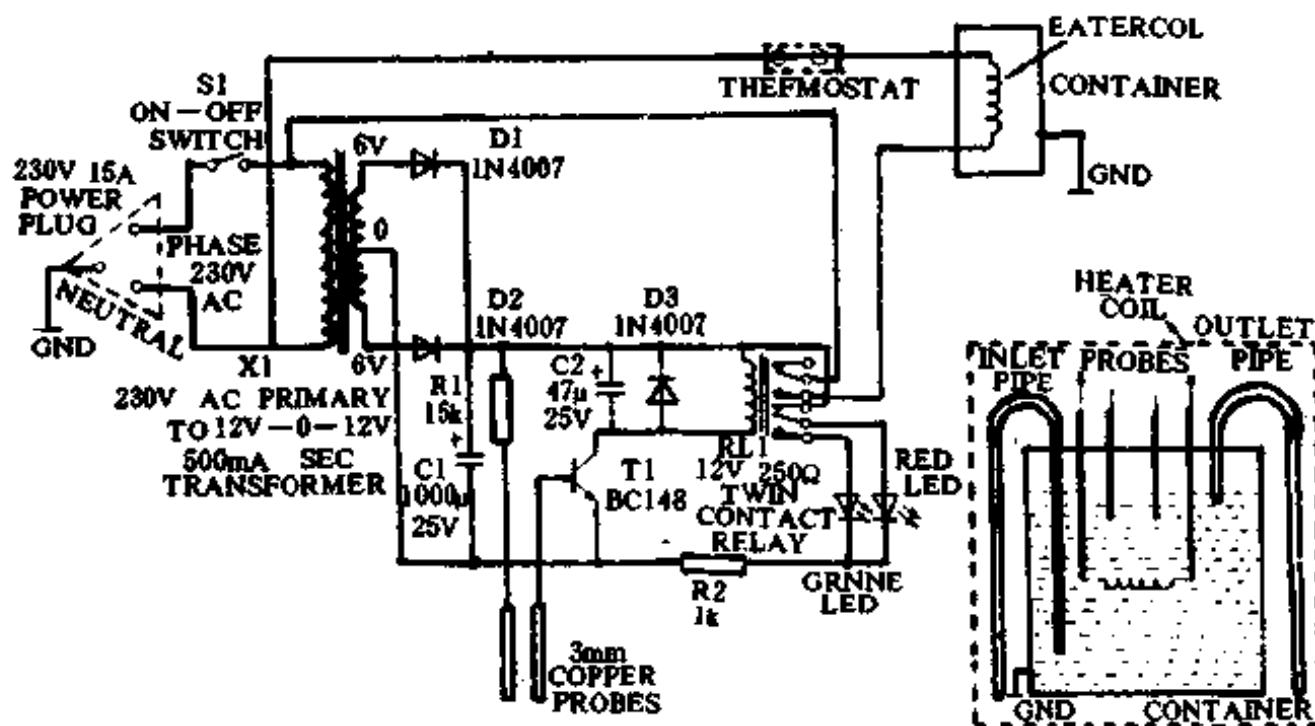 EATERCOL
THEFMOSTAT
CONTAINER
GND
S1
ON-OFF
SWITCH
230V 15A
POWER
PLUG
PHASE
230V
AC
NEUTRAL
GND
6V
0
6V
D1
1N4007
X1
230V AC PRIMARY
TO 12V-0-12V
500mA SEC
TRANSFORMER
D2
1N4007
R1
15k
+
C1
1000µ
25V
D3
1N4007
C2 +
47µ
25V
T1
BC148
RL1
12V 250Ω
TWIN
CONTACT
RELAY
RED
LED
GRNNE
LED
R2
1k
3mm
COPPER
PROBES
HEATER
COIL
OUTLET
INLET PROBES PIPE
PIPE
GND CONTAINER